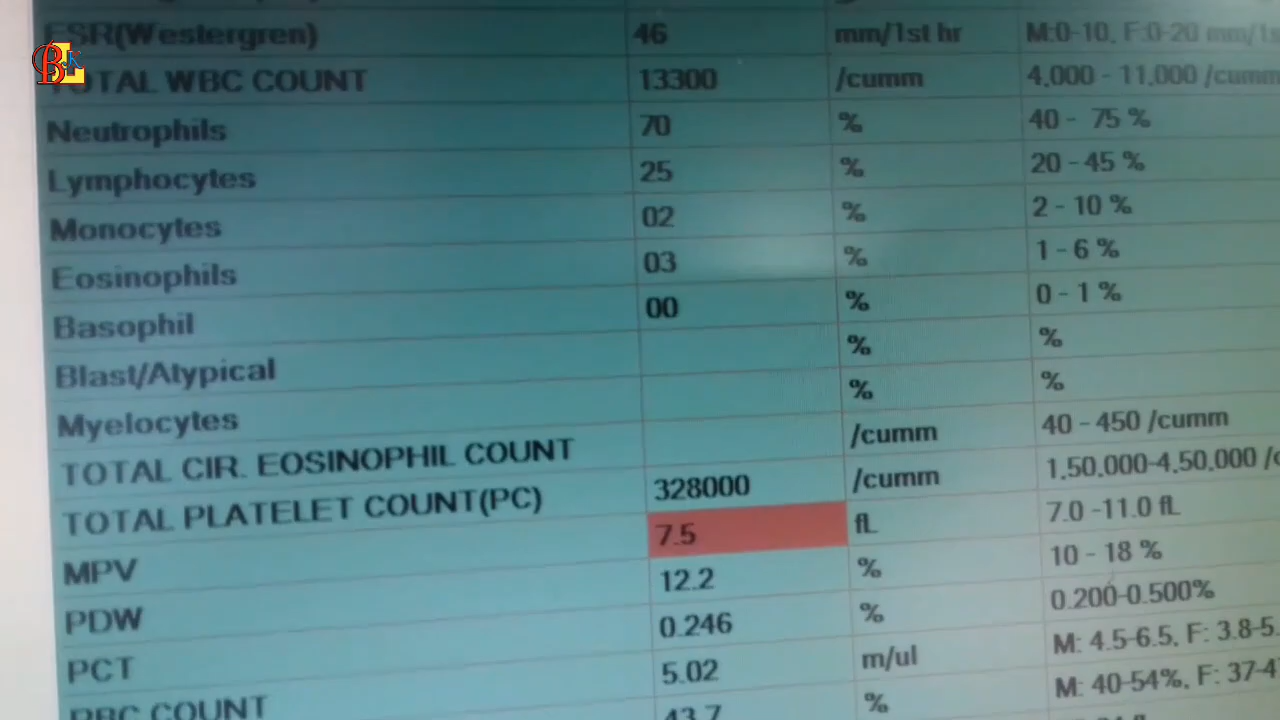 ESR(Westergren) 46 mm/1st hr M:0-10, F:0-20 mm/1s
TOTAL WBC COUNT 13300 /cumm 4,000 - 11,000 /cumm
Neutrophils 70 % 40 - 75 %
Lymphocytes 25 % 20 - 45 %
Monocytes 02 % 2 - 10 %
Eosinophils 03 % 1 - 6 %
Basophil 00 % 0 - 1 %
Blast/Atypical % %
Myelocytes % %
TOTAL CIR. EOSINOPHIL COUNT /cumm 40 - 450 /cumm
TOTAL PLATELET COUNT(PC) 328000 /cumm 1,50,000-4,50,000 /c
MPV 7.5 fL 7.0 -11.0 fL
PDW 12.2 % 10 - 18 %
PCT 0.246 % 0.200-0.500%
RBC COUNT 5.02 m/ul M: 4.5-6.5, F: 3.8-5.
43.7 % M: 40-54%, F: 37-4